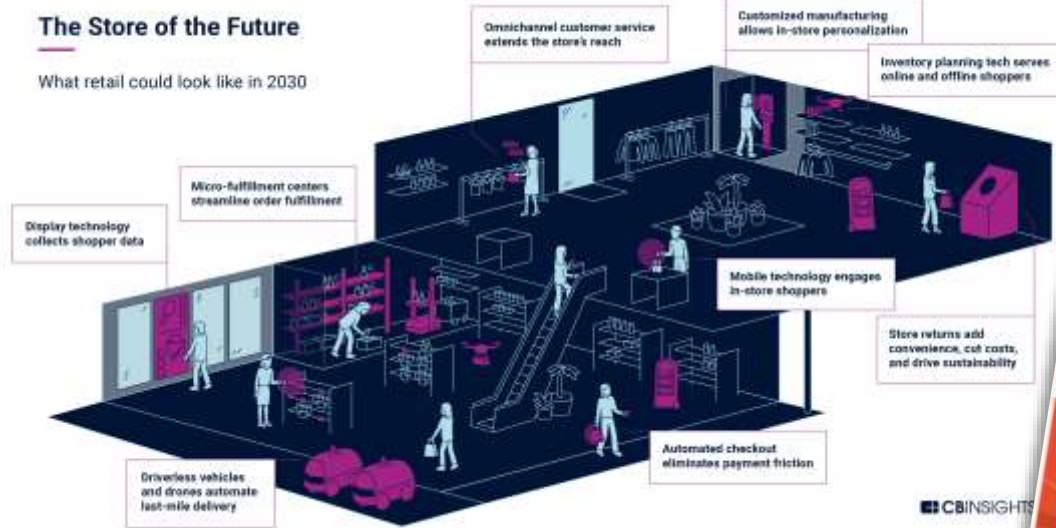 The Store of the Future
What retail could look like in 2030
Omnichannel customer service
extends the store's reach
Customized manufacturing
allows in-store personalization
Inventory planning tech serves
online and offline shoppers
Micro-fulfillment centers
streamline order fulfillment
Display technology
collects shopper data
Mobile technology engages
in-store shoppers
Store returns add
convenience, cut costs,
and drive sustainability
Automated checkout
eliminates payment friction
Driverless vehicles
and drones automate
last-mile delivery
CBINSIGHTS